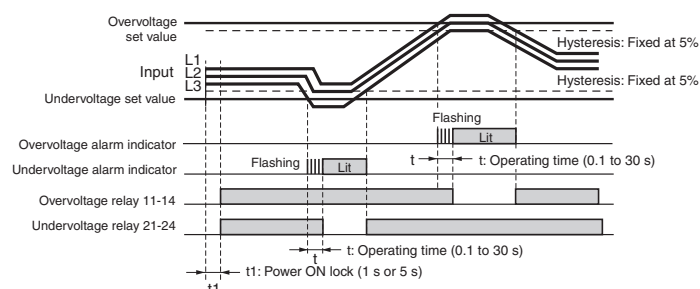 Overvoltage
set value
Hysteresis: Fixed at 5%
L1
L2
L3
Input
Hysteresis: Fixed at 5%
Undervoltage set value
Flashing
Lit
Overvoltage alarm indicator
t
t: Operating time (0.1 to 30 s)
Flashing
Lit
Undervoltage alarm indicator
Overvoltage relay 11-14
Undervoltage relay 21-24
t
t: Operating time (0.1 to 30 s)
t1: Power ON lock (1 s or 5 s)
t1